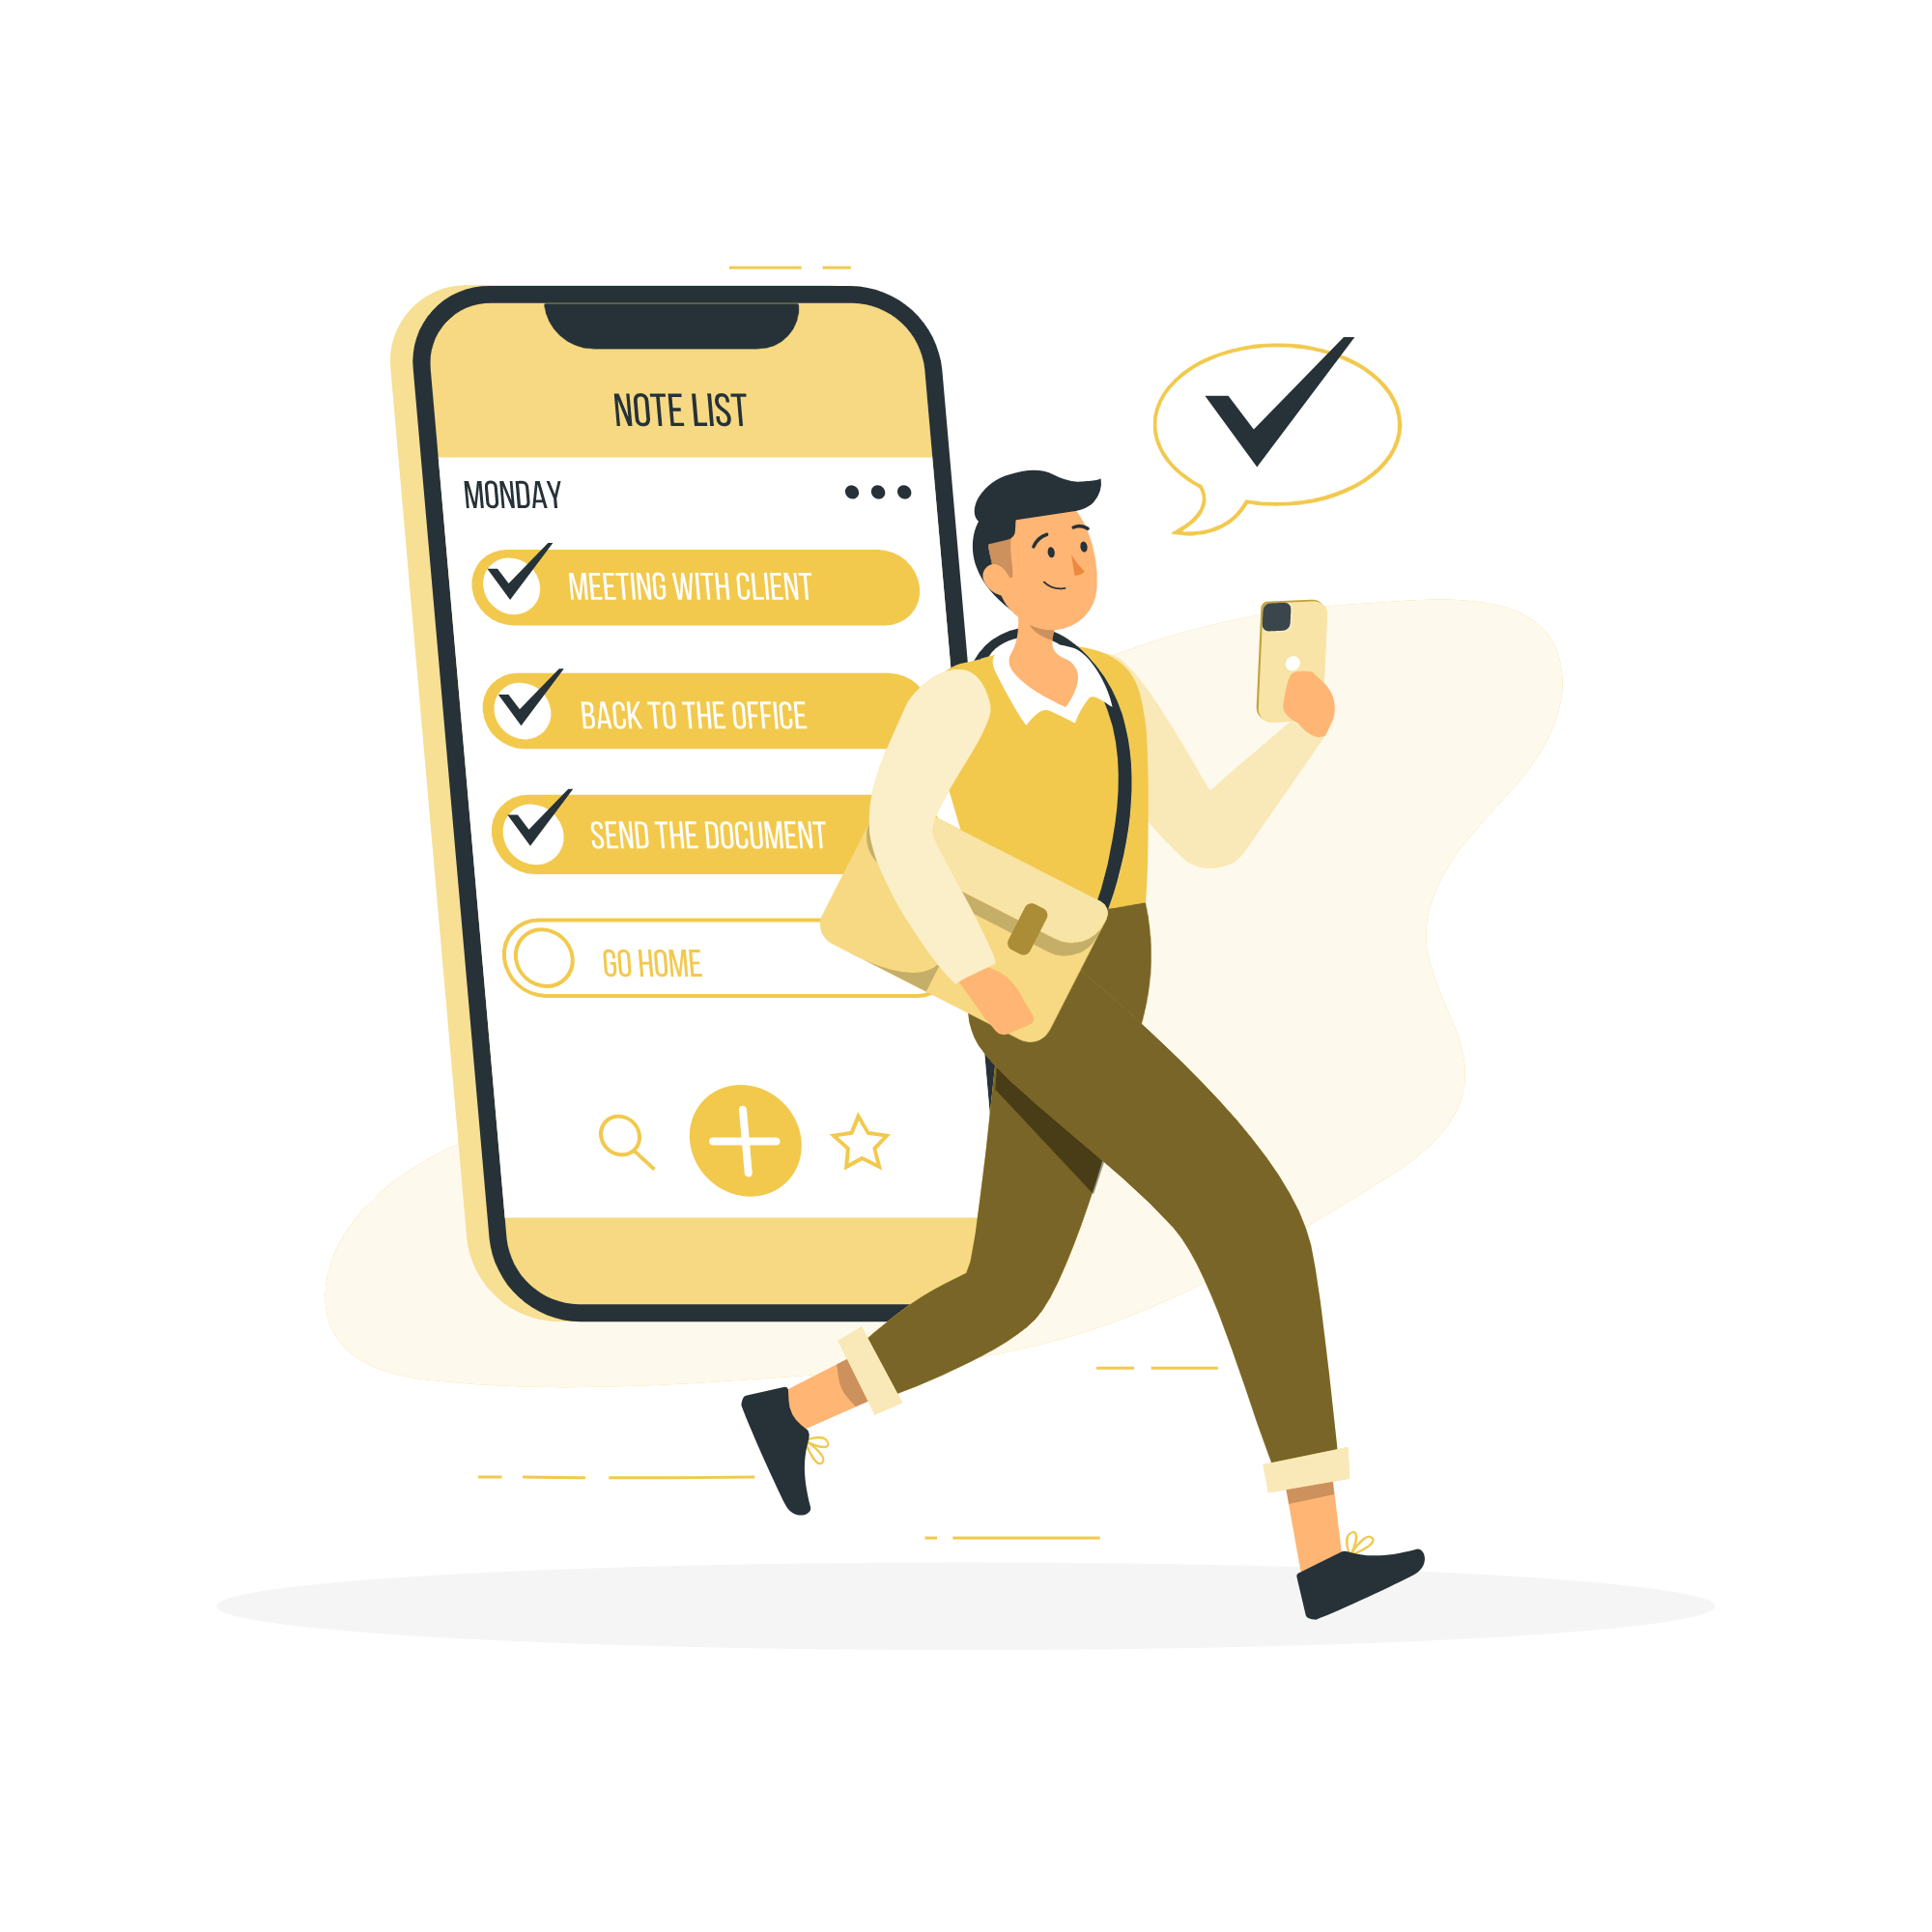 NOTE LIST
MONDAY
MEETING WITH CLIENT
BACK TO THE OFFICE
SEND THE DOCUMENT
GO HOME